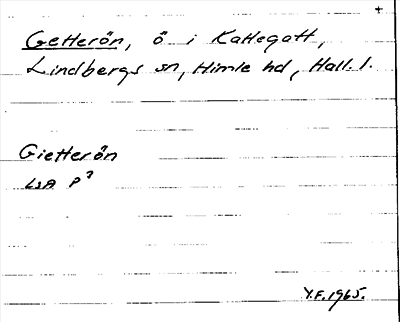 +
Getterön, ö i Kattegatt,
Lindbergs sn, Himle hd, Hall. l.
Gietterön
LSA P?
Y.F. 1965.